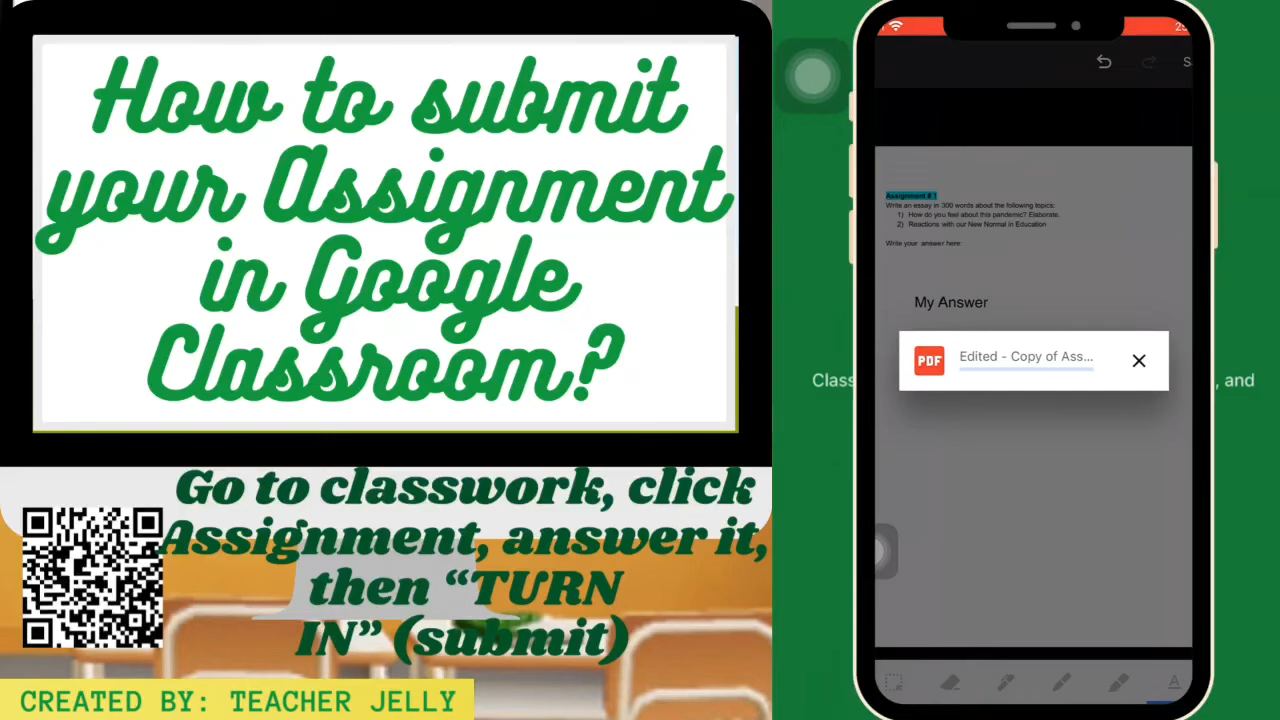 How to submit
your Assignment
in Google
Classroom?
Go to classwork, click
Assignment, answer it,
then “TURN
IN” (submit)
CREATED BY: TEACHER JELLY
Assignment # 1
Write an essay in 300 words about the following topics:
1) How do you feel about this pandemic? Elaborate.
2) Reactions with our New Normal in Education
Write your answer here:
My Answer
PDF
Edited - Copy of Ass...
, and